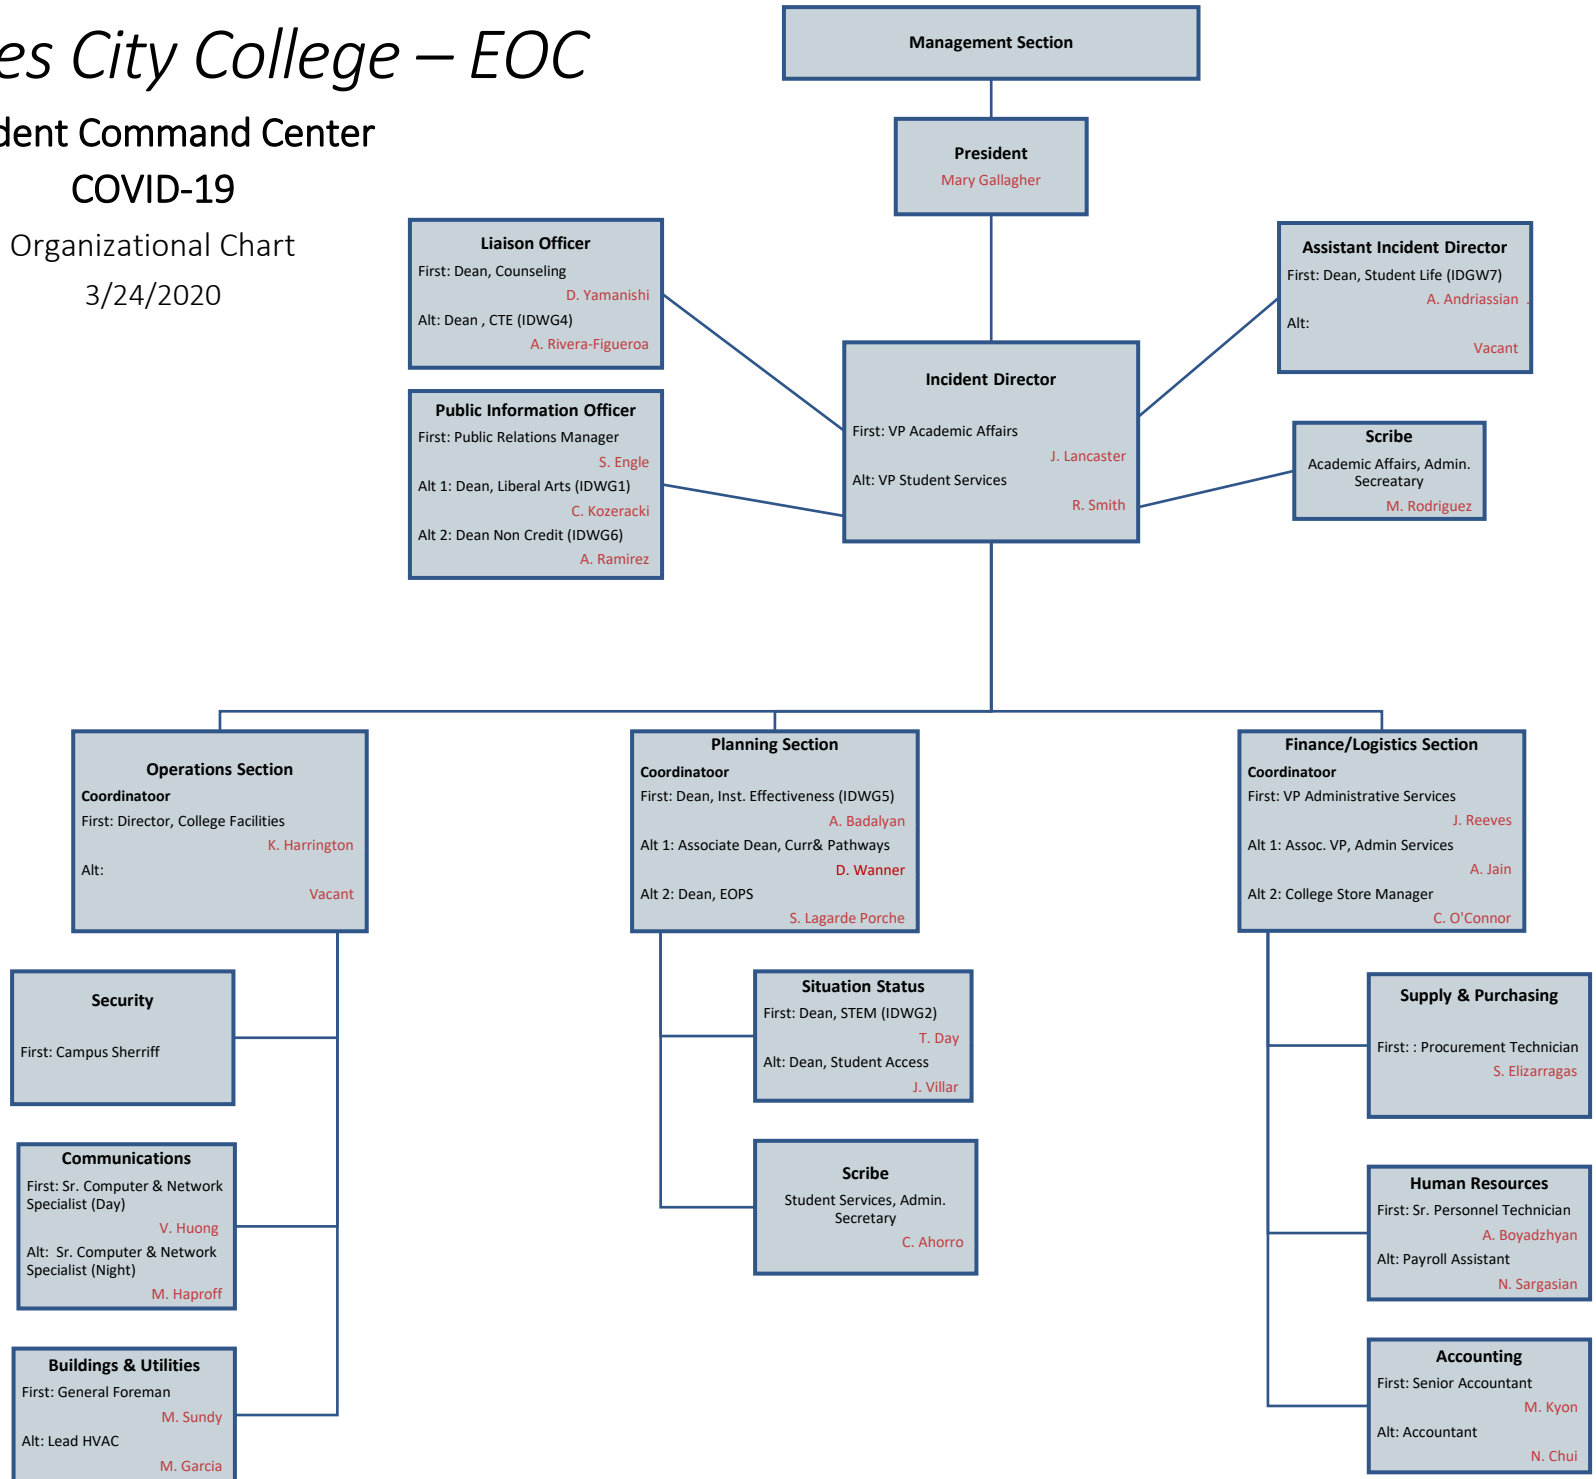 es City College – EOC
dent Command Center
COVID-19
Organizational Chart
3/24/2020
Management Section
President
Mary Gallagher
Liaison Officer
First: Dean, Counseling
D. Yamanishi
Alt: Dean , CTE (IDWG4)
A. Rivera-Figueroa
Assistant Incident Director
First: Dean, Student Life (IDGW7)
A. Andriassian .
Alt:
Vacant
Public Information Officer
First: Public Relations Manager
S. Engle
Alt 1: Dean, Liberal Arts (IDWG1)
C. Kozeracki
Alt 2: Dean Non Credit (IDWG6)
A. Ramirez
Incident Director
First: VP Academic Affairs
J. Lancaster
Alt: VP Student Services
R. Smith
Scribe
Academic Affairs, Admin.
Secreatary
M. Rodriguez
Operations Section
Coordinatoor
First: Director, College Facilities
K. Harrington
Alt:
Vacant
Planning Section
Coordinatoor
First: Dean, Inst. Effectiveness (IDWG5)
A. Badalyan
Alt 1: Associate Dean, Curr& Pathways
D. Wanner
Alt 2: Dean, EOPS
S. Lagarde Porche
Finance/Logistics Section
Coordinatoor
First: VP Administrative Services
J. Reeves
Alt 1: Assoc. VP, Admin Services
A. Jain
Alt 2: College Store Manager
C. O'Connor
Security
First: Campus Sherriff
Communications
First: Sr. Computer & Network
Specialist (Day)
V. Huong
Alt:  Sr. Computer & Network
Specialist (Night)
M. Haproff
Buildings & Utilities
First: General Foreman
M. Sundy
Alt: Lead HVAC
M. Garcia
Situation Status
First: Dean, STEM (IDWG2)
T. Day
Alt: Dean, Student Access
J. Villar
Scribe
Student Services, Admin.
Secretary
C. Ahorro
Supply & Purchasing
First: : Procurement Technician
S. Elizarragas
Human Resources
First: Sr. Personnel Technician
A. Boyadzhyan
Alt: Payroll Assistant
N. Sargasian
Accounting
First: Senior Accountant
M. Kyon
Alt: Accountant
N. Chui